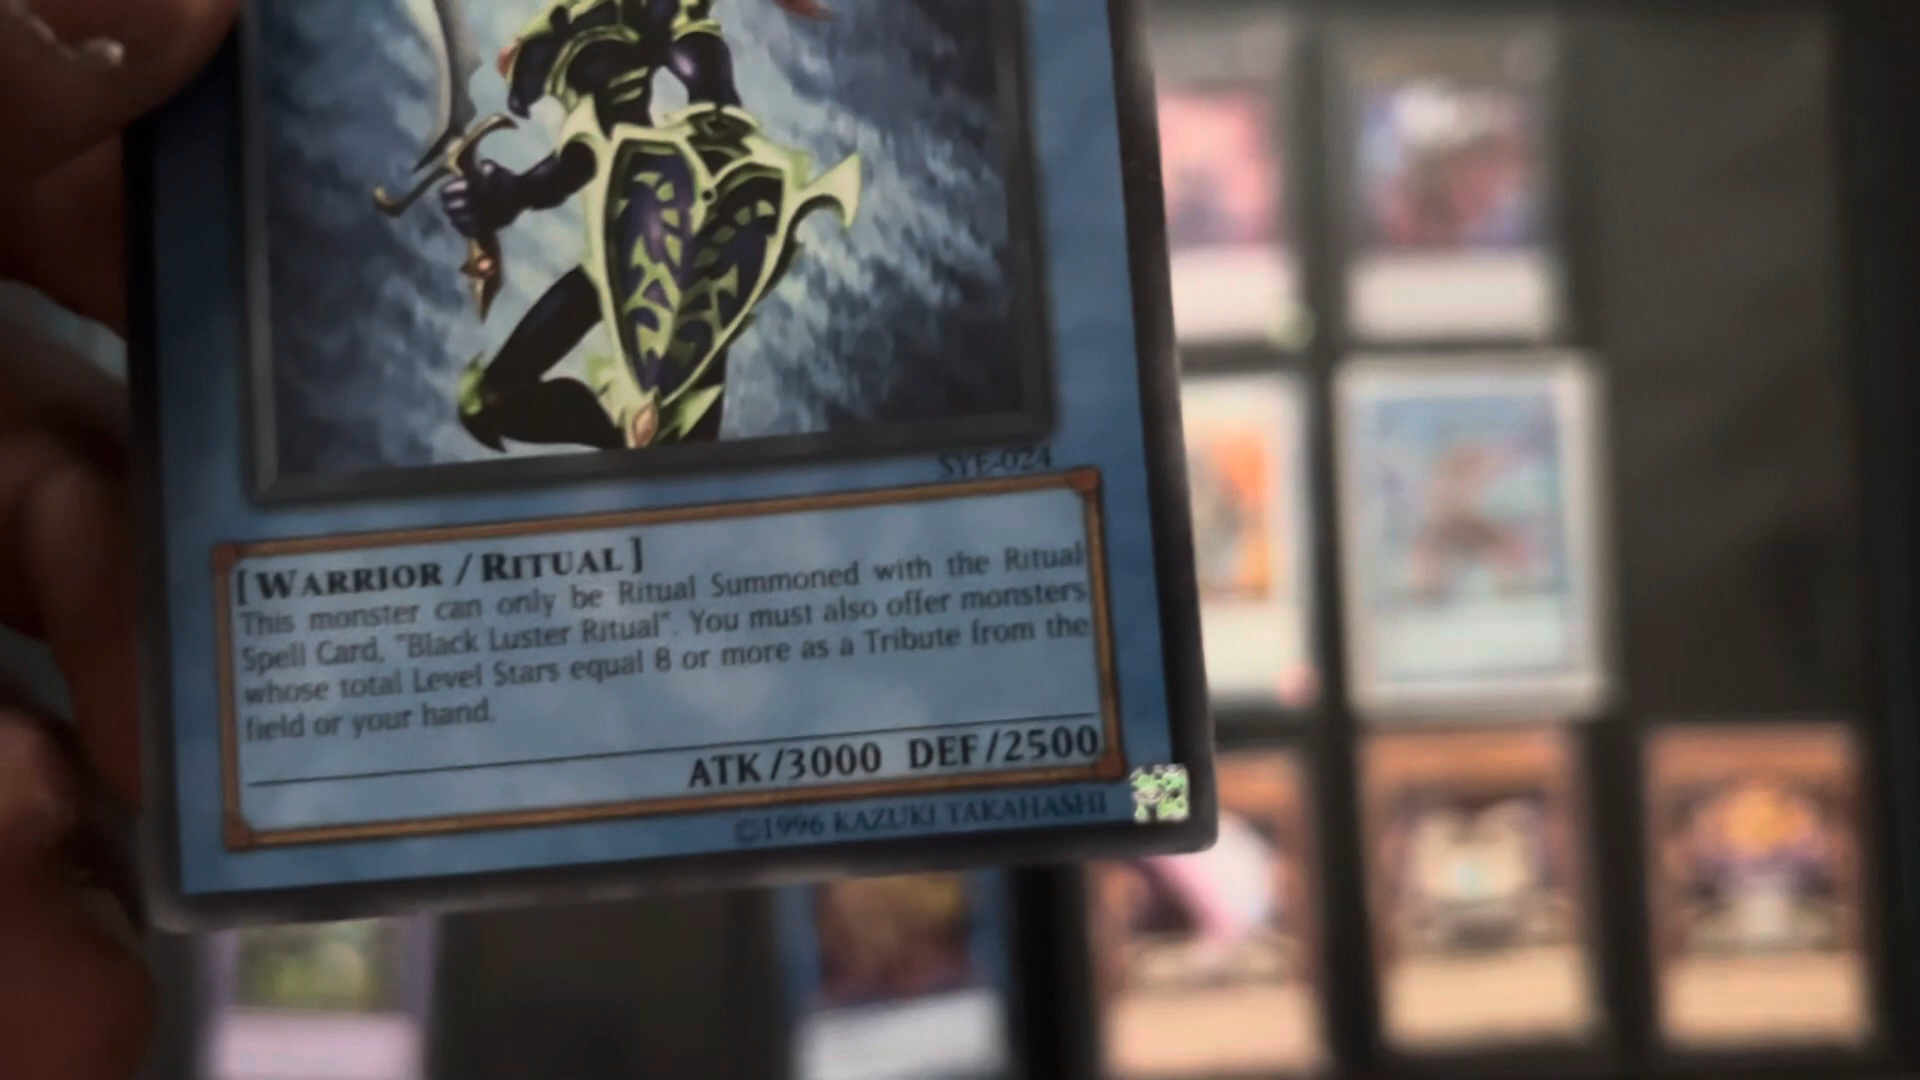 SYE-024
[WARRIOR / RITUAL]
This monster can only be Ritual Summoned with the Ritual
Spell Card, "Black Luster Ritual". You must also offer monsters
whose total Level Stars equal 8 or more as a Tribute from the
field or your hand.
ATK/3000 DEF/2500
©1996 KAZUKI TAKAHASHI